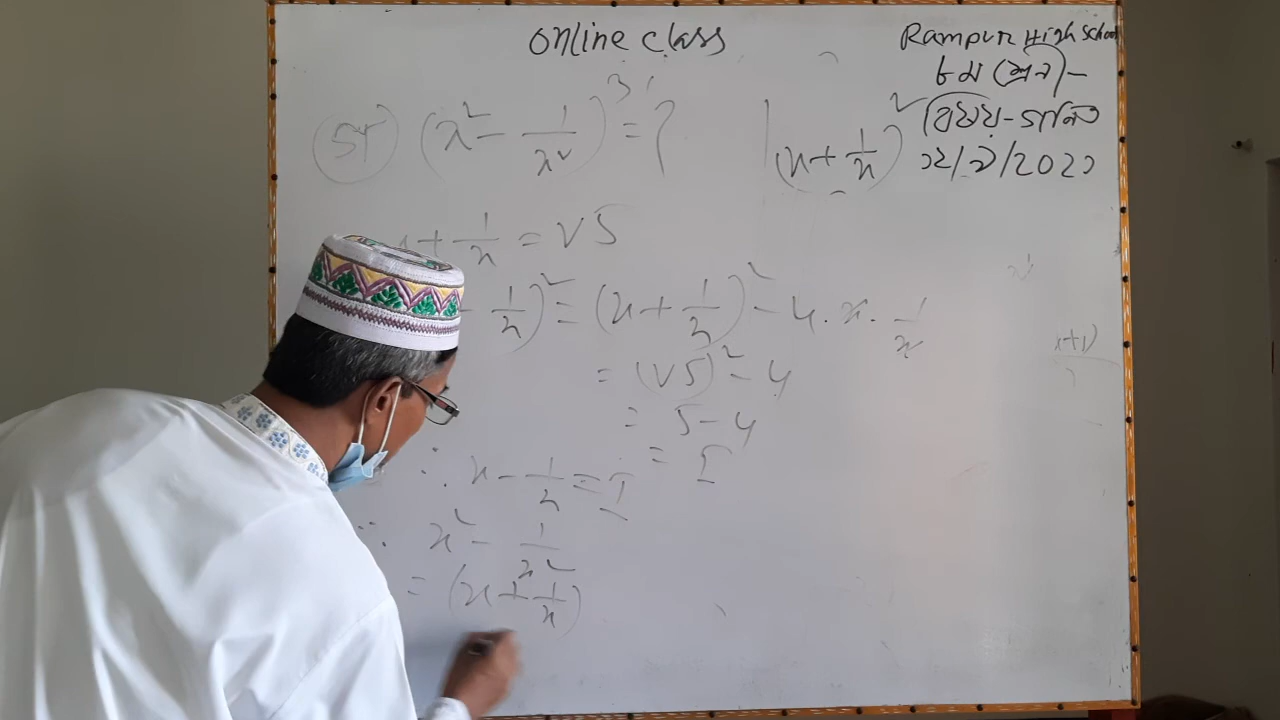 Online class
Rampur High School
৮ম শ্রেণি-
বিষয়-গণিত
(x² - 1/x²)³ = ?
(x + 1/x)²
x + 1/x = √5
- 1/x)² = (x + 1/x)² - 4.x.1/x
= (√5)² - 4
= 5 - 4
= 1
∴ x - 1/x = 1
∴ x² - 1/x²
= (x + 1/x)